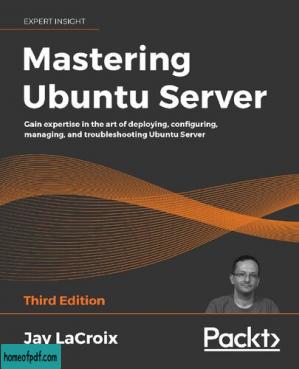 EXPERT INSIGHT
Mastering
Ubuntu Server
Gain expertise in the art of deploying, configuring,
managing, and troubleshooting Ubuntu Server
Third Edition
Jay LaCroix
Packt>
homeofpdf.com